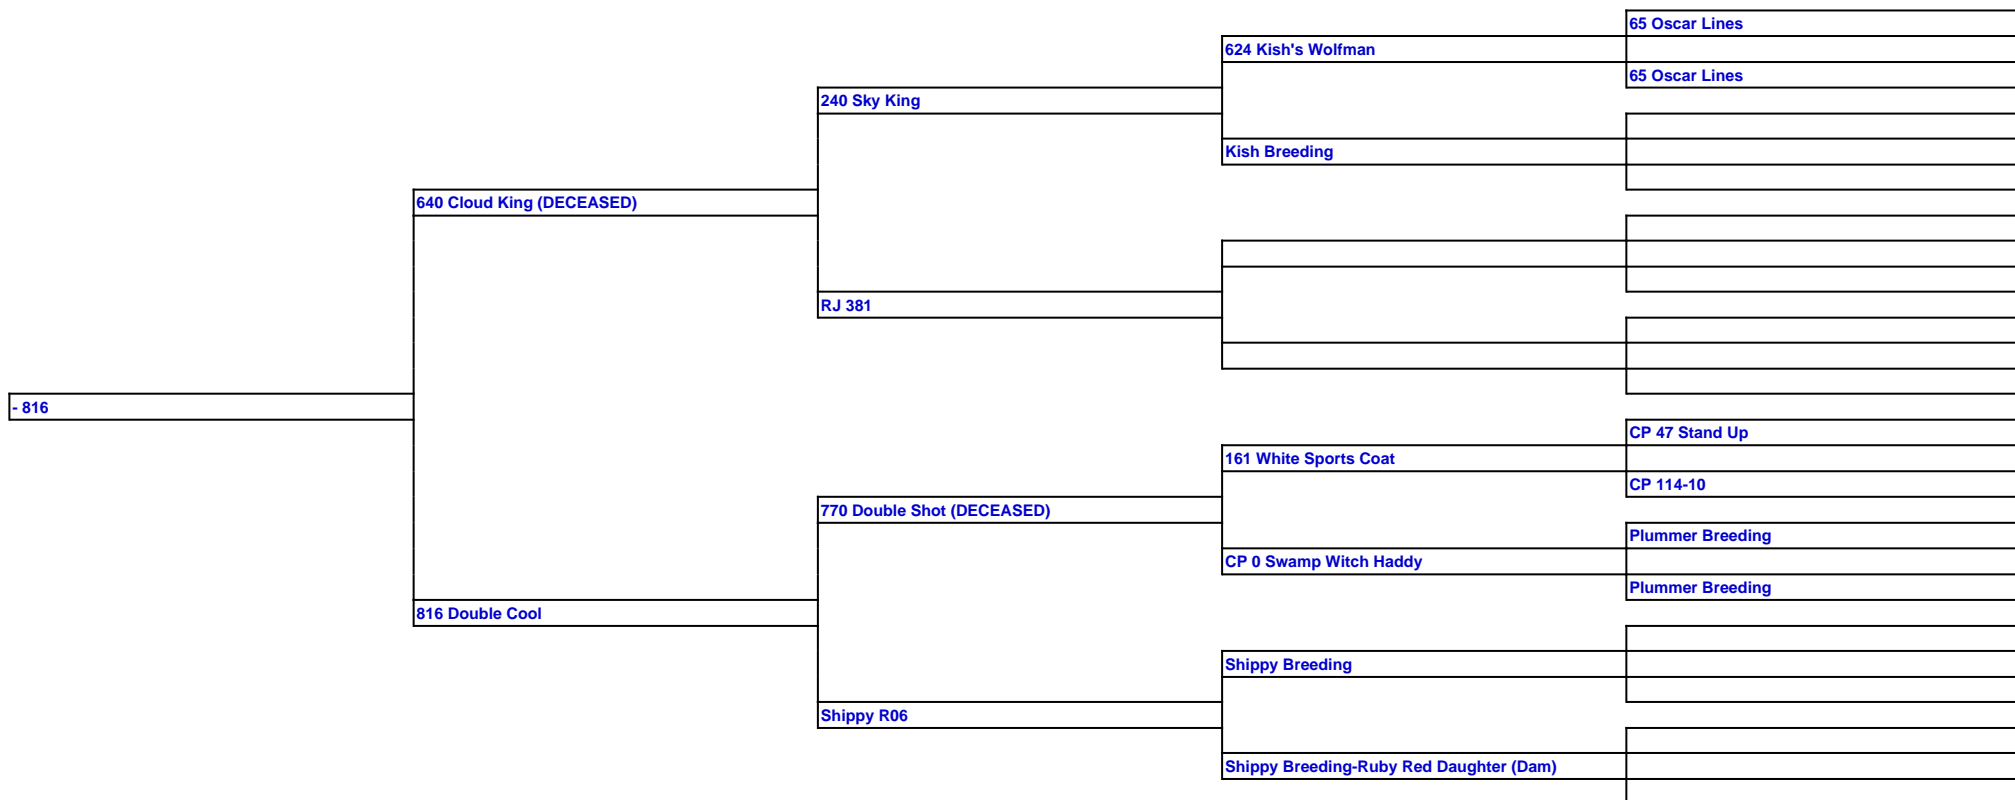 65 Oscar Lines
624 Kish's Wolfman
65 Oscar Lines
240 Sky King
Kish Breeding
640 Cloud King (DECEASED)
RJ 381
- 816
CP 47 Stand Up
161 White Sports Coat
CP 114-10
770 Double Shot (DECEASED)
Plummer Breeding
CP 0 Swamp Witch Haddy
Plummer Breeding
816 Double Cool
Shippy Breeding
Shippy R06
Shippy Breeding-Ruby Red Daughter (Dam)